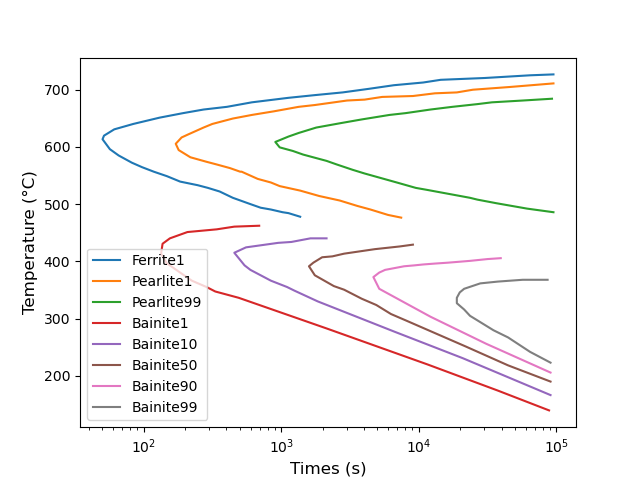 700
600
500
400
300
200
Temperature (°C)
Ferrite1
Pearlite1
Pearlite99
Bainite1
Bainite10
Bainite50
Bainite90
Bainite99
10²
10³
10⁴
10⁵
Times (s)